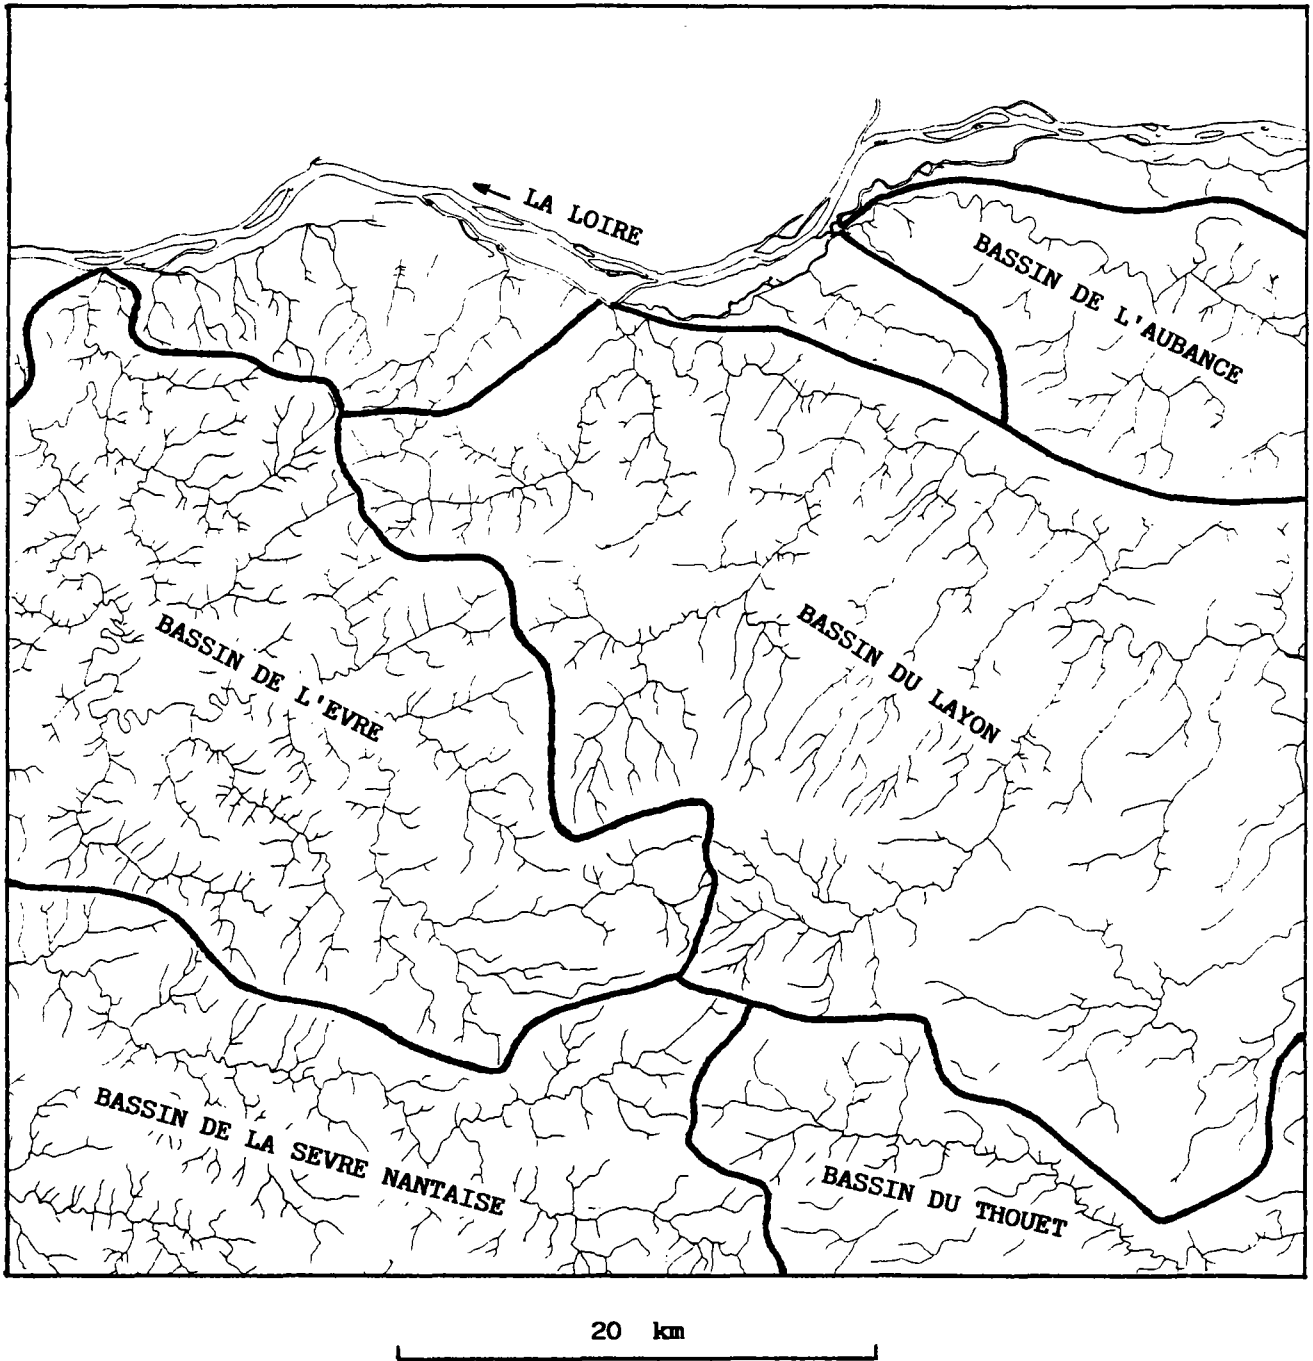 LA LOIRE
BASSIN DE L'AUBANCE
BASSIN DE L'EVRE
BASSIN DU LAYON
BASSIN DE LA SEVRE NANTAISE
BASSIN DU THOUET
20 km